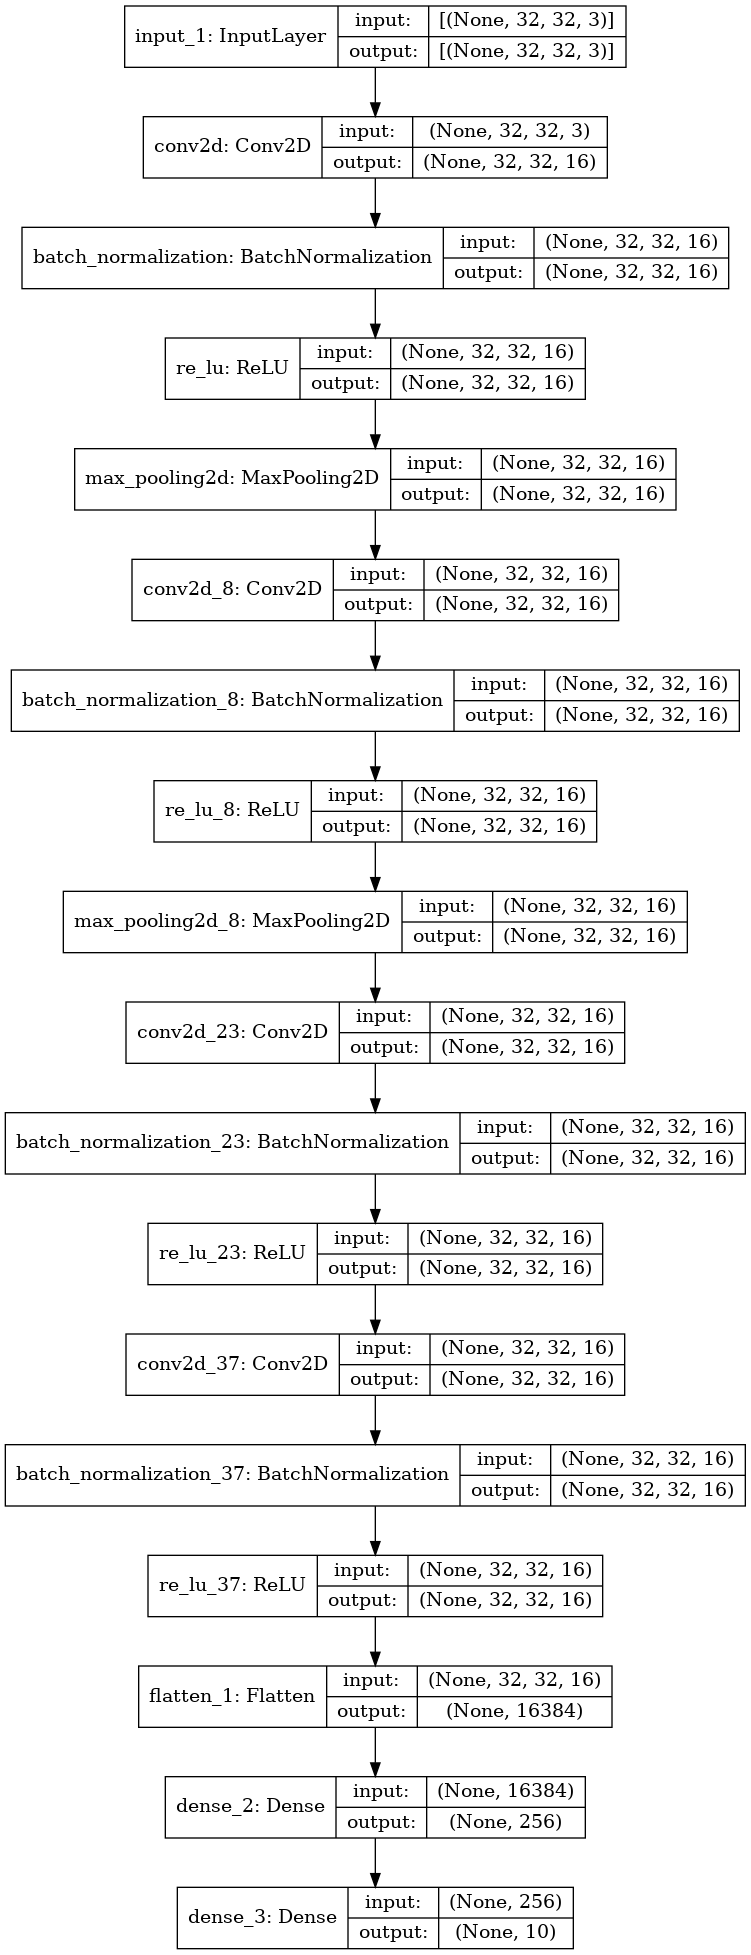 input_1: InputLayer
input: [(None, 32, 32, 3)]
output: [(None, 32, 32, 3)]
conv2d: Conv2D
input: (None, 32, 32, 3)
output: (None, 32, 32, 16)
batch_normalization: BatchNormalization
input: (None, 32, 32, 16)
output: (None, 32, 32, 16)
re_lu: ReLU
input: (None, 32, 32, 16)
output: (None, 32, 32, 16)
max_pooling2d: MaxPooling2D
input: (None, 32, 32, 16)
output: (None, 32, 32, 16)
conv2d_8: Conv2D
input: (None, 32, 32, 16)
output: (None, 32, 32, 16)
batch_normalization_8: BatchNormalization
input: (None, 32, 32, 16)
output: (None, 32, 32, 16)
re_lu_8: ReLU
input: (None, 32, 32, 16)
output: (None, 32, 32, 16)
max_pooling2d_8: MaxPooling2D
input: (None, 32, 32, 16)
output: (None, 32, 32, 16)
conv2d_23: Conv2D
input: (None, 32, 32, 16)
output: (None, 32, 32, 16)
batch_normalization_23: BatchNormalization
input: (None, 32, 32, 16)
output: (None, 32, 32, 16)
re_lu_23: ReLU
input: (None, 32, 32, 16)
output: (None, 32, 32, 16)
conv2d_37: Conv2D
input: (None, 32, 32, 16)
output: (None, 32, 32, 16)
batch_normalization_37: BatchNormalization
input: (None, 32, 32, 16)
output: (None, 32, 32, 16)
re_lu_37: ReLU
input: (None, 32, 32, 16)
output: (None, 32, 32, 16)
flatten_1: Flatten
input: (None, 32, 32, 16)
output: (None, 16384)
dense_2: Dense
input: (None, 16384)
output: (None, 256)
dense_3: Dense
input: (None, 256)
output: (None, 10)